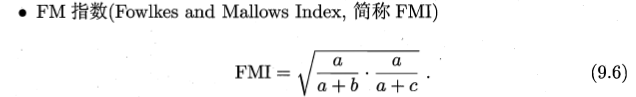 • FM 指数(Fowlkes and Mallows Index, 简称 FMI)
FMI = √(a/(a+b) · a/(a+c)) . (9.6)